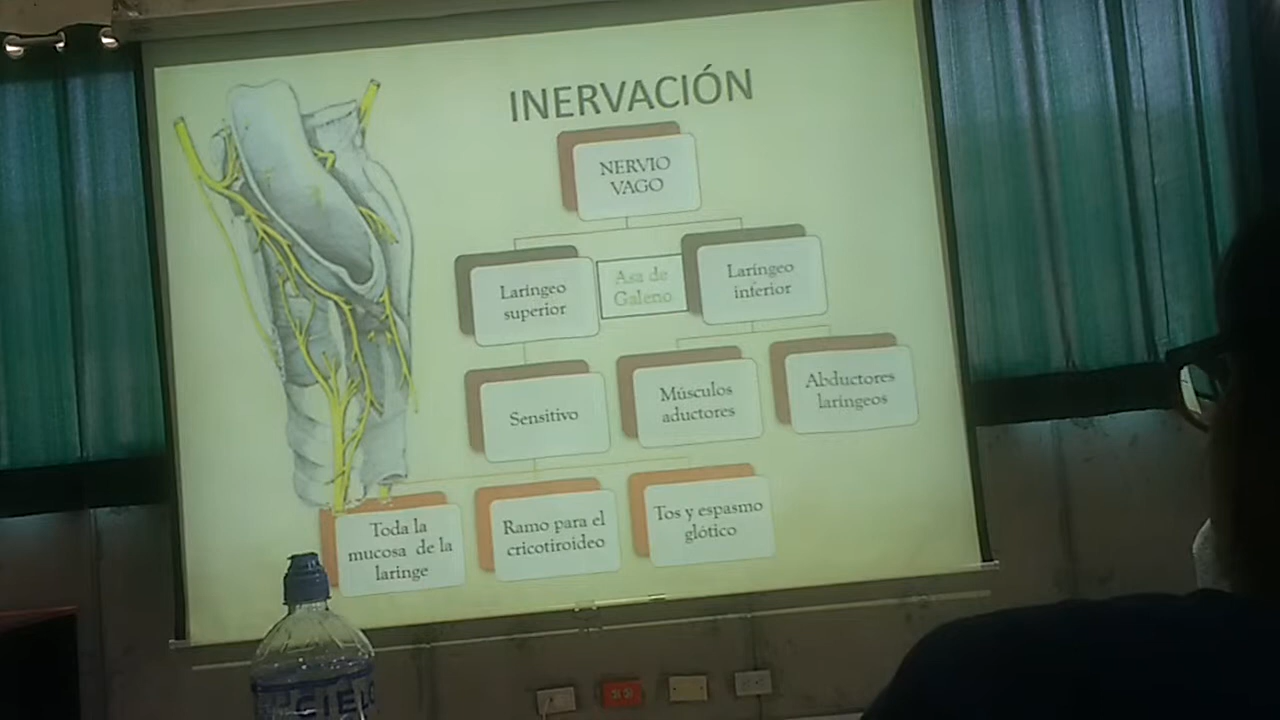 INERVACIÓN
NERVIO
VAGO
Laríngeo
superior
Asa de
Galeno
Laríngeo
inferior
Sensitivo
Músculos
aductores
Abductores
laríngeos
Toda la
mucosa de la
laringe
Ramo para el
cricotiroideo
Tos y espasmo
glótico
CIELO